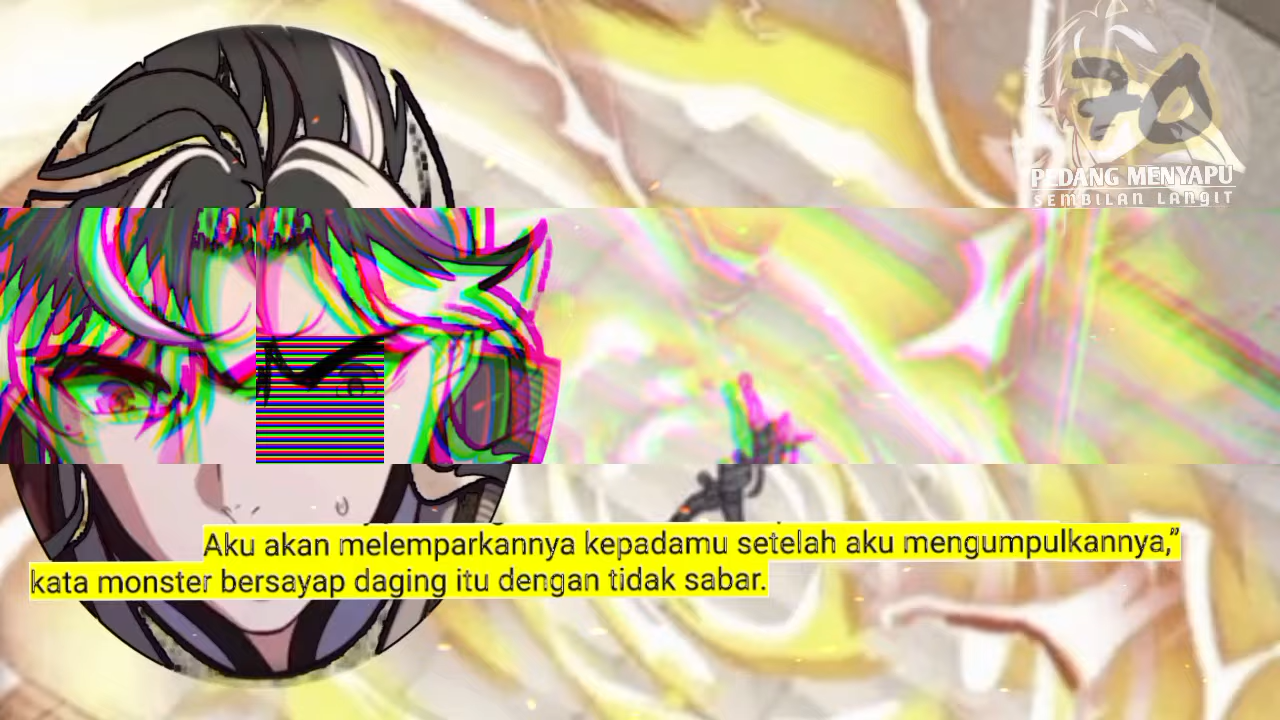 PEDANG MENYAPU
SEMBILAN LANGIT
Aku akan melemparkannya kepadamu setelah aku mengumpulkannya,”
kata monster bersayap daging itu dengan tidak sabar.